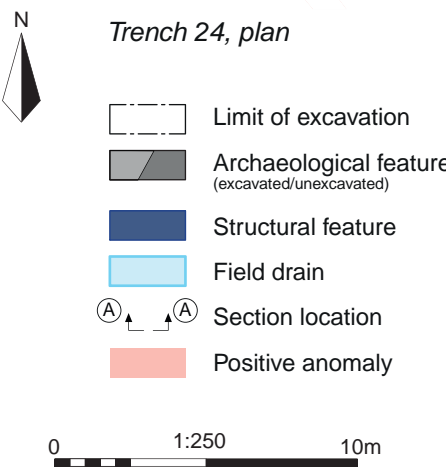 N
Trench 24, plan
Limit of excavation
Archaeological feature
(excavated/unexcavated)
Structural feature
Field drain
A A Section location
Positive anomaly
0 1:250 10m